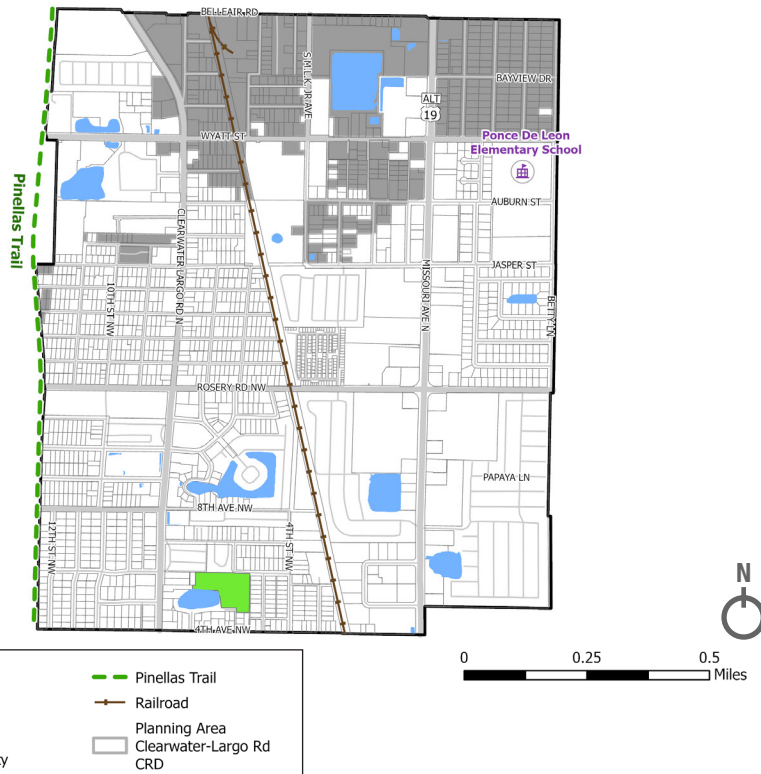 BELLEAIR RD
S M.L.K. JR AVE
BAYVIEW DR
ALT
19
WYATT ST
Ponce De Leon
Elementary School
Pinellas Trail
AUBURN ST
CLEARWATER LARGO RD N
JASPER ST
MISSOURI AVE N
10TH ST NW
BETTY LN
ROSERY RD NW
PAPAYA LN
8TH AVE NW
12TH ST NW
4TH ST NW
4TH AVE NW
N
0 0.25 0.5
Miles
Pinellas Trail
Railroad
Planning Area
Clearwater-Largo Rd
CRD